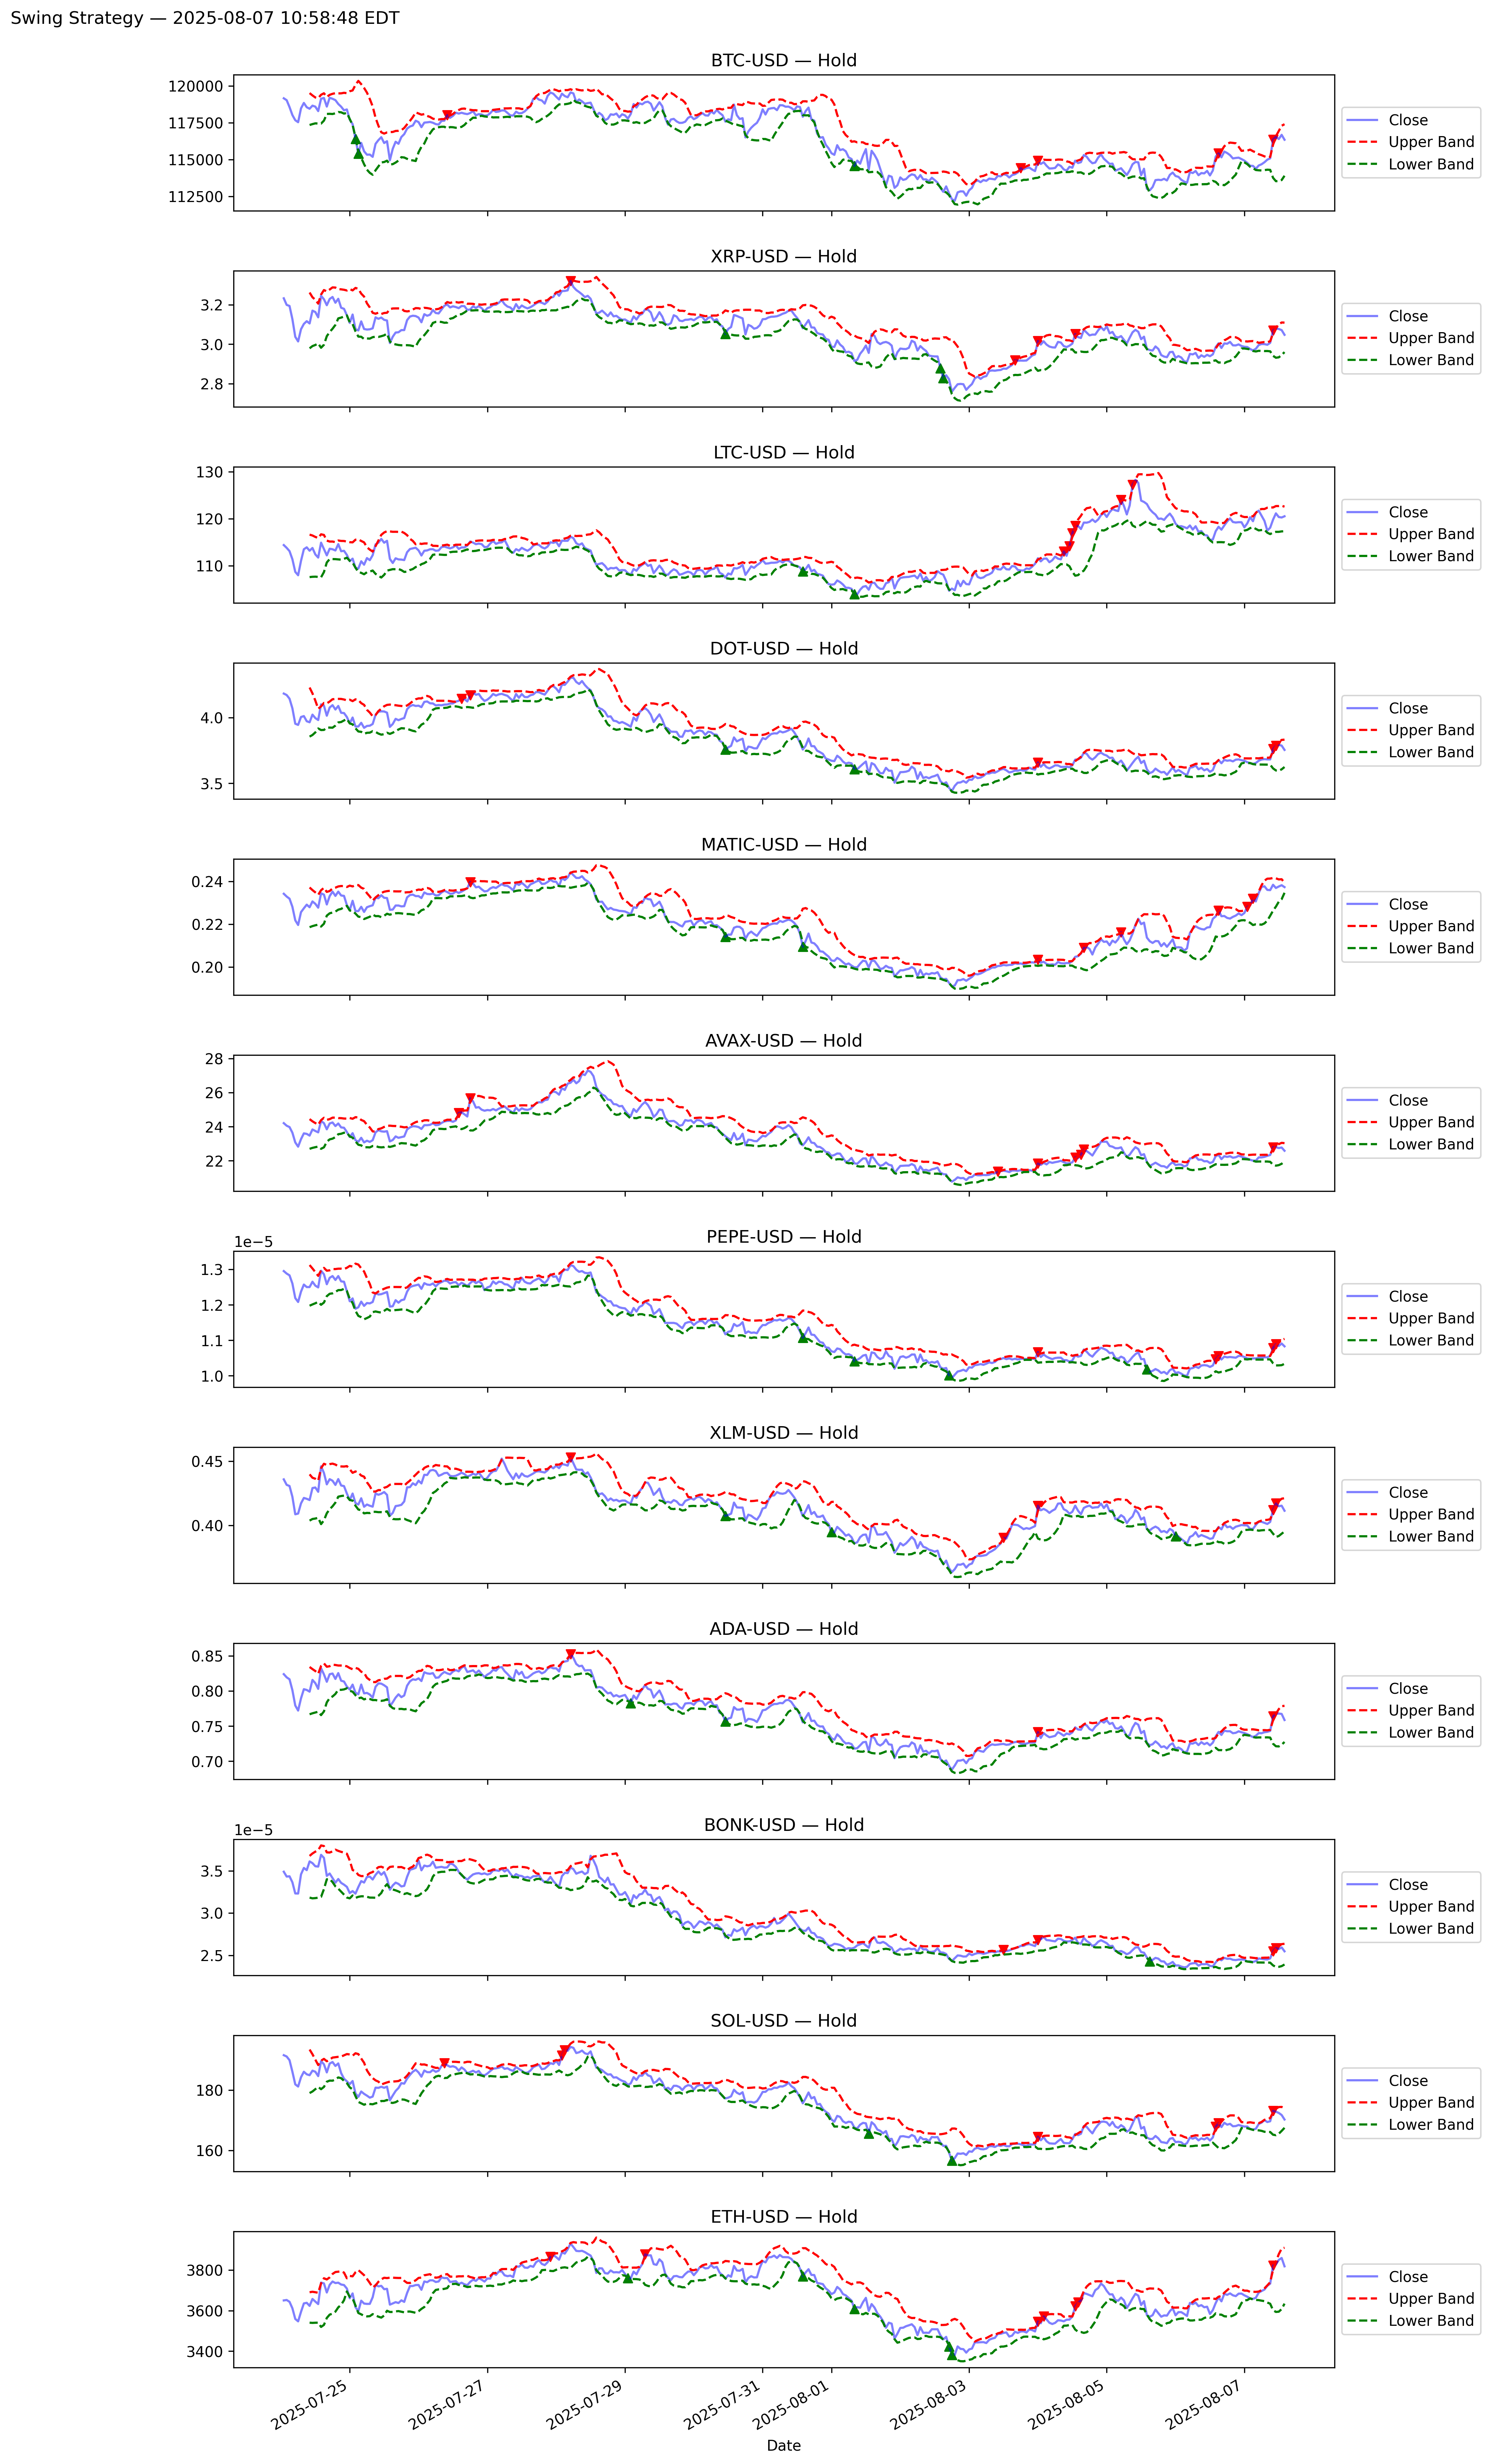 Swing Strategy — 2025-08-07 10:58:48 EDT
BTC-USD — Hold
120000
117500
115000
112500
Close
Upper Band
Lower Band
XRP-USD — Hold
3.2
3.0
2.8
Close
Upper Band
Lower Band
LTC-USD — Hold
130
120
110
Close
Upper Band
Lower Band
DOT-USD — Hold
4.0
3.5
Close
Upper Band
Lower Band
MATIC-USD — Hold
0.24
0.22
0.20
Close
Upper Band
Lower Band
AVAX-USD — Hold
28
26
24
22
Close
Upper Band
Lower Band
PEPE-USD — Hold
1e−5
1.3
1.2
1.1
1.0
Close
Upper Band
Lower Band
XLM-USD — Hold
0.45
0.40
Close
Upper Band
Lower Band
ADA-USD — Hold
0.85
0.80
0.75
0.70
Close
Upper Band
Lower Band
BONK-USD — Hold
1e−5
3.5
3.0
2.5
Close
Upper Band
Lower Band
SOL-USD — Hold
180
160
Close
Upper Band
Lower Band
ETH-USD — Hold
3800
3600
3400
Close
Upper Band
Lower Band
2025-07-25
2025-07-27
2025-07-29
2025-07-31
2025-08-01
2025-08-03
2025-08-05
2025-08-07
Date